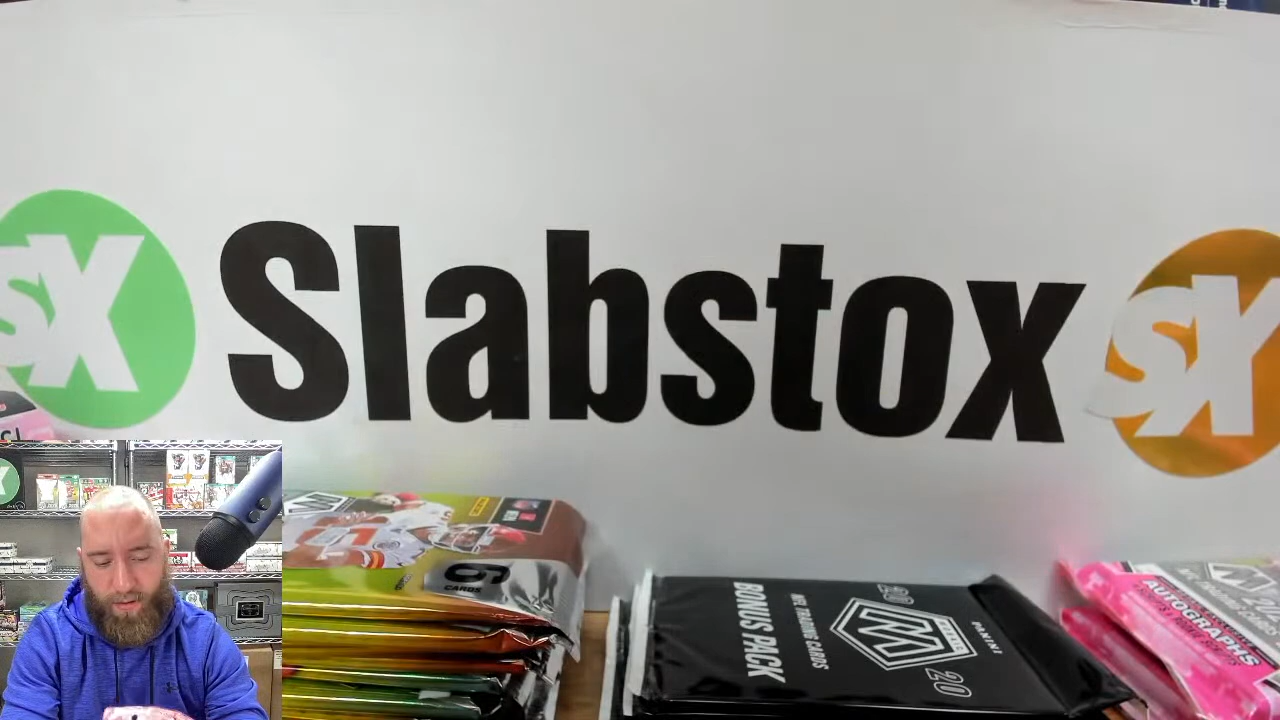 SX
Slabstox
SX
6
CARDS
BONUS PACK
NFL TRADING CARDS
20
PANINI
20
AUTOGRAPHS